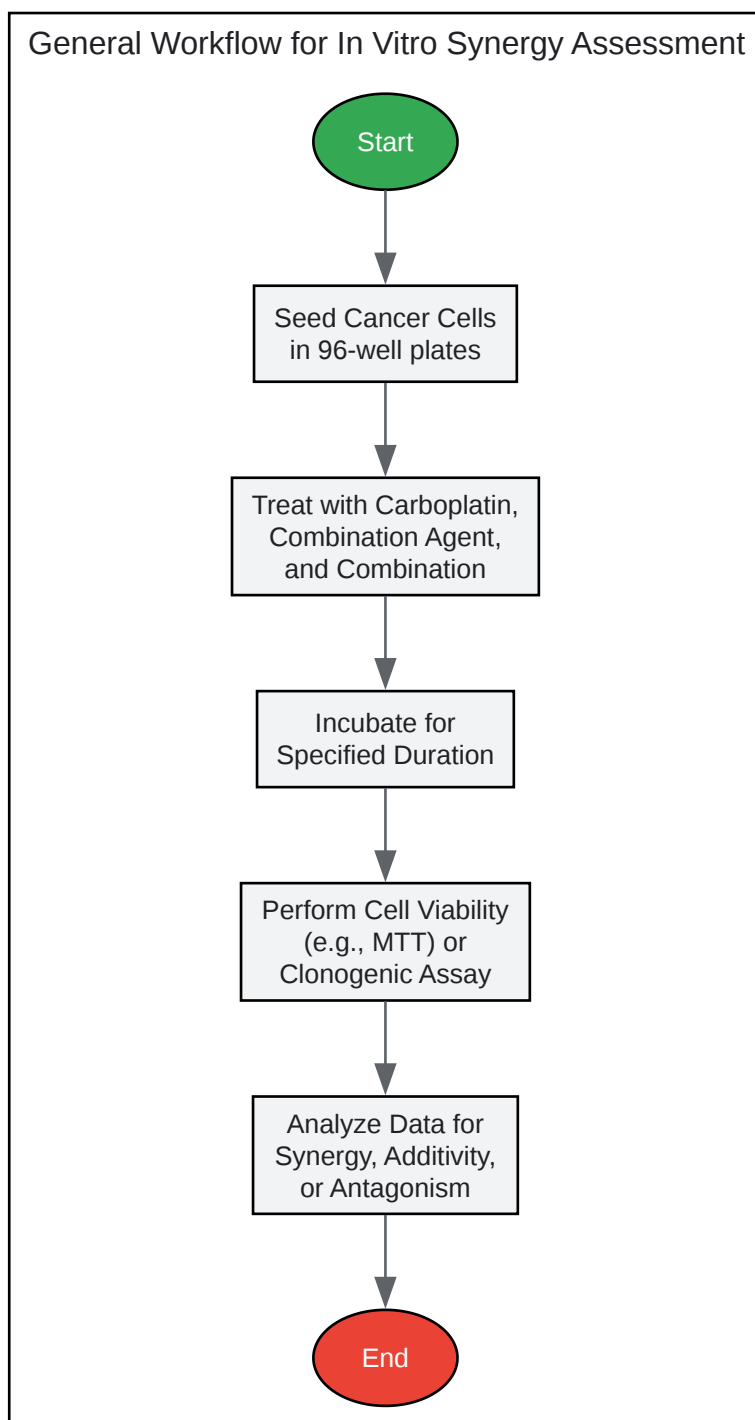 General Workflow for In Vitro Synergy Assessment
Start
Seed Cancer Cells
in 96-well plates
Treat with Carboplatin,
Combination Agent,
and Combination
Incubate for
Specified Duration
Perform Cell Viability
(e.g., MTT) or
Clonogenic Assay
Analyze Data for
Synergy, Additivity,
or Antagonism
End